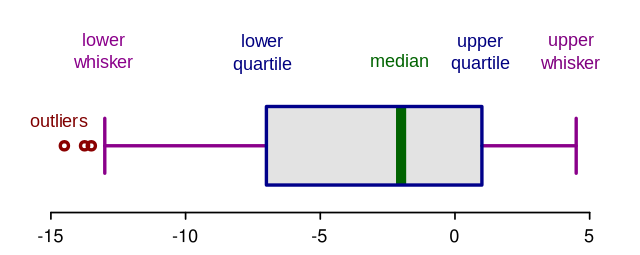 lower
whisker
lower
quartile
median
upper
quartile
upper
whisker
outliers
-15 -10 -5 0 5